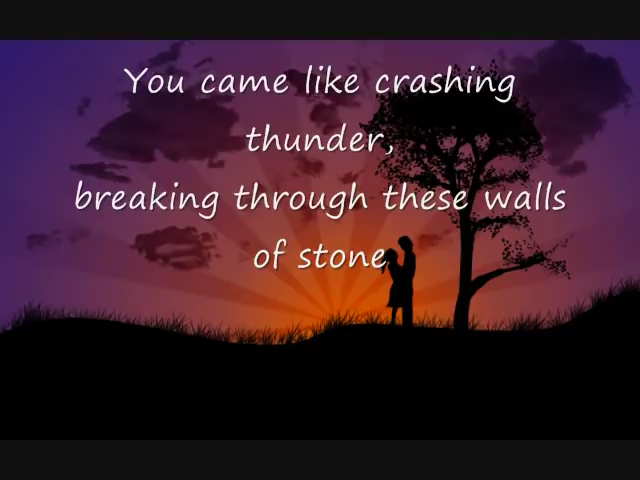 You came like crashing
thunder,
breaking through these walls
of stone